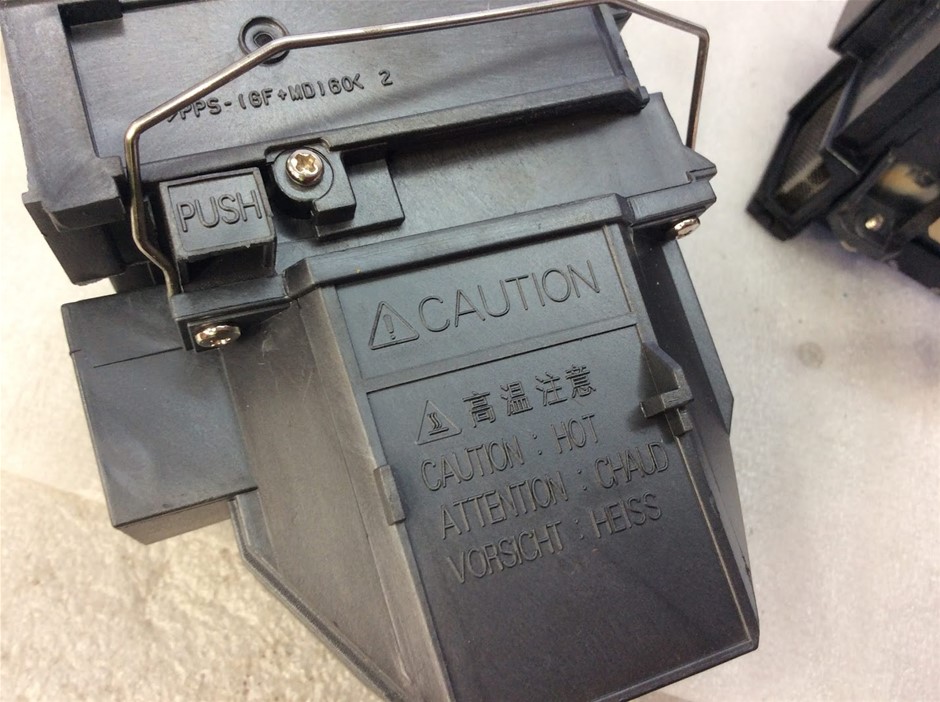 >PPS-(GF+MD)60< 2
PUSH
CAUTION
高温注意
CAUTION : HOT
ATTENTION : CHAUD
VORSICHT : HEISS